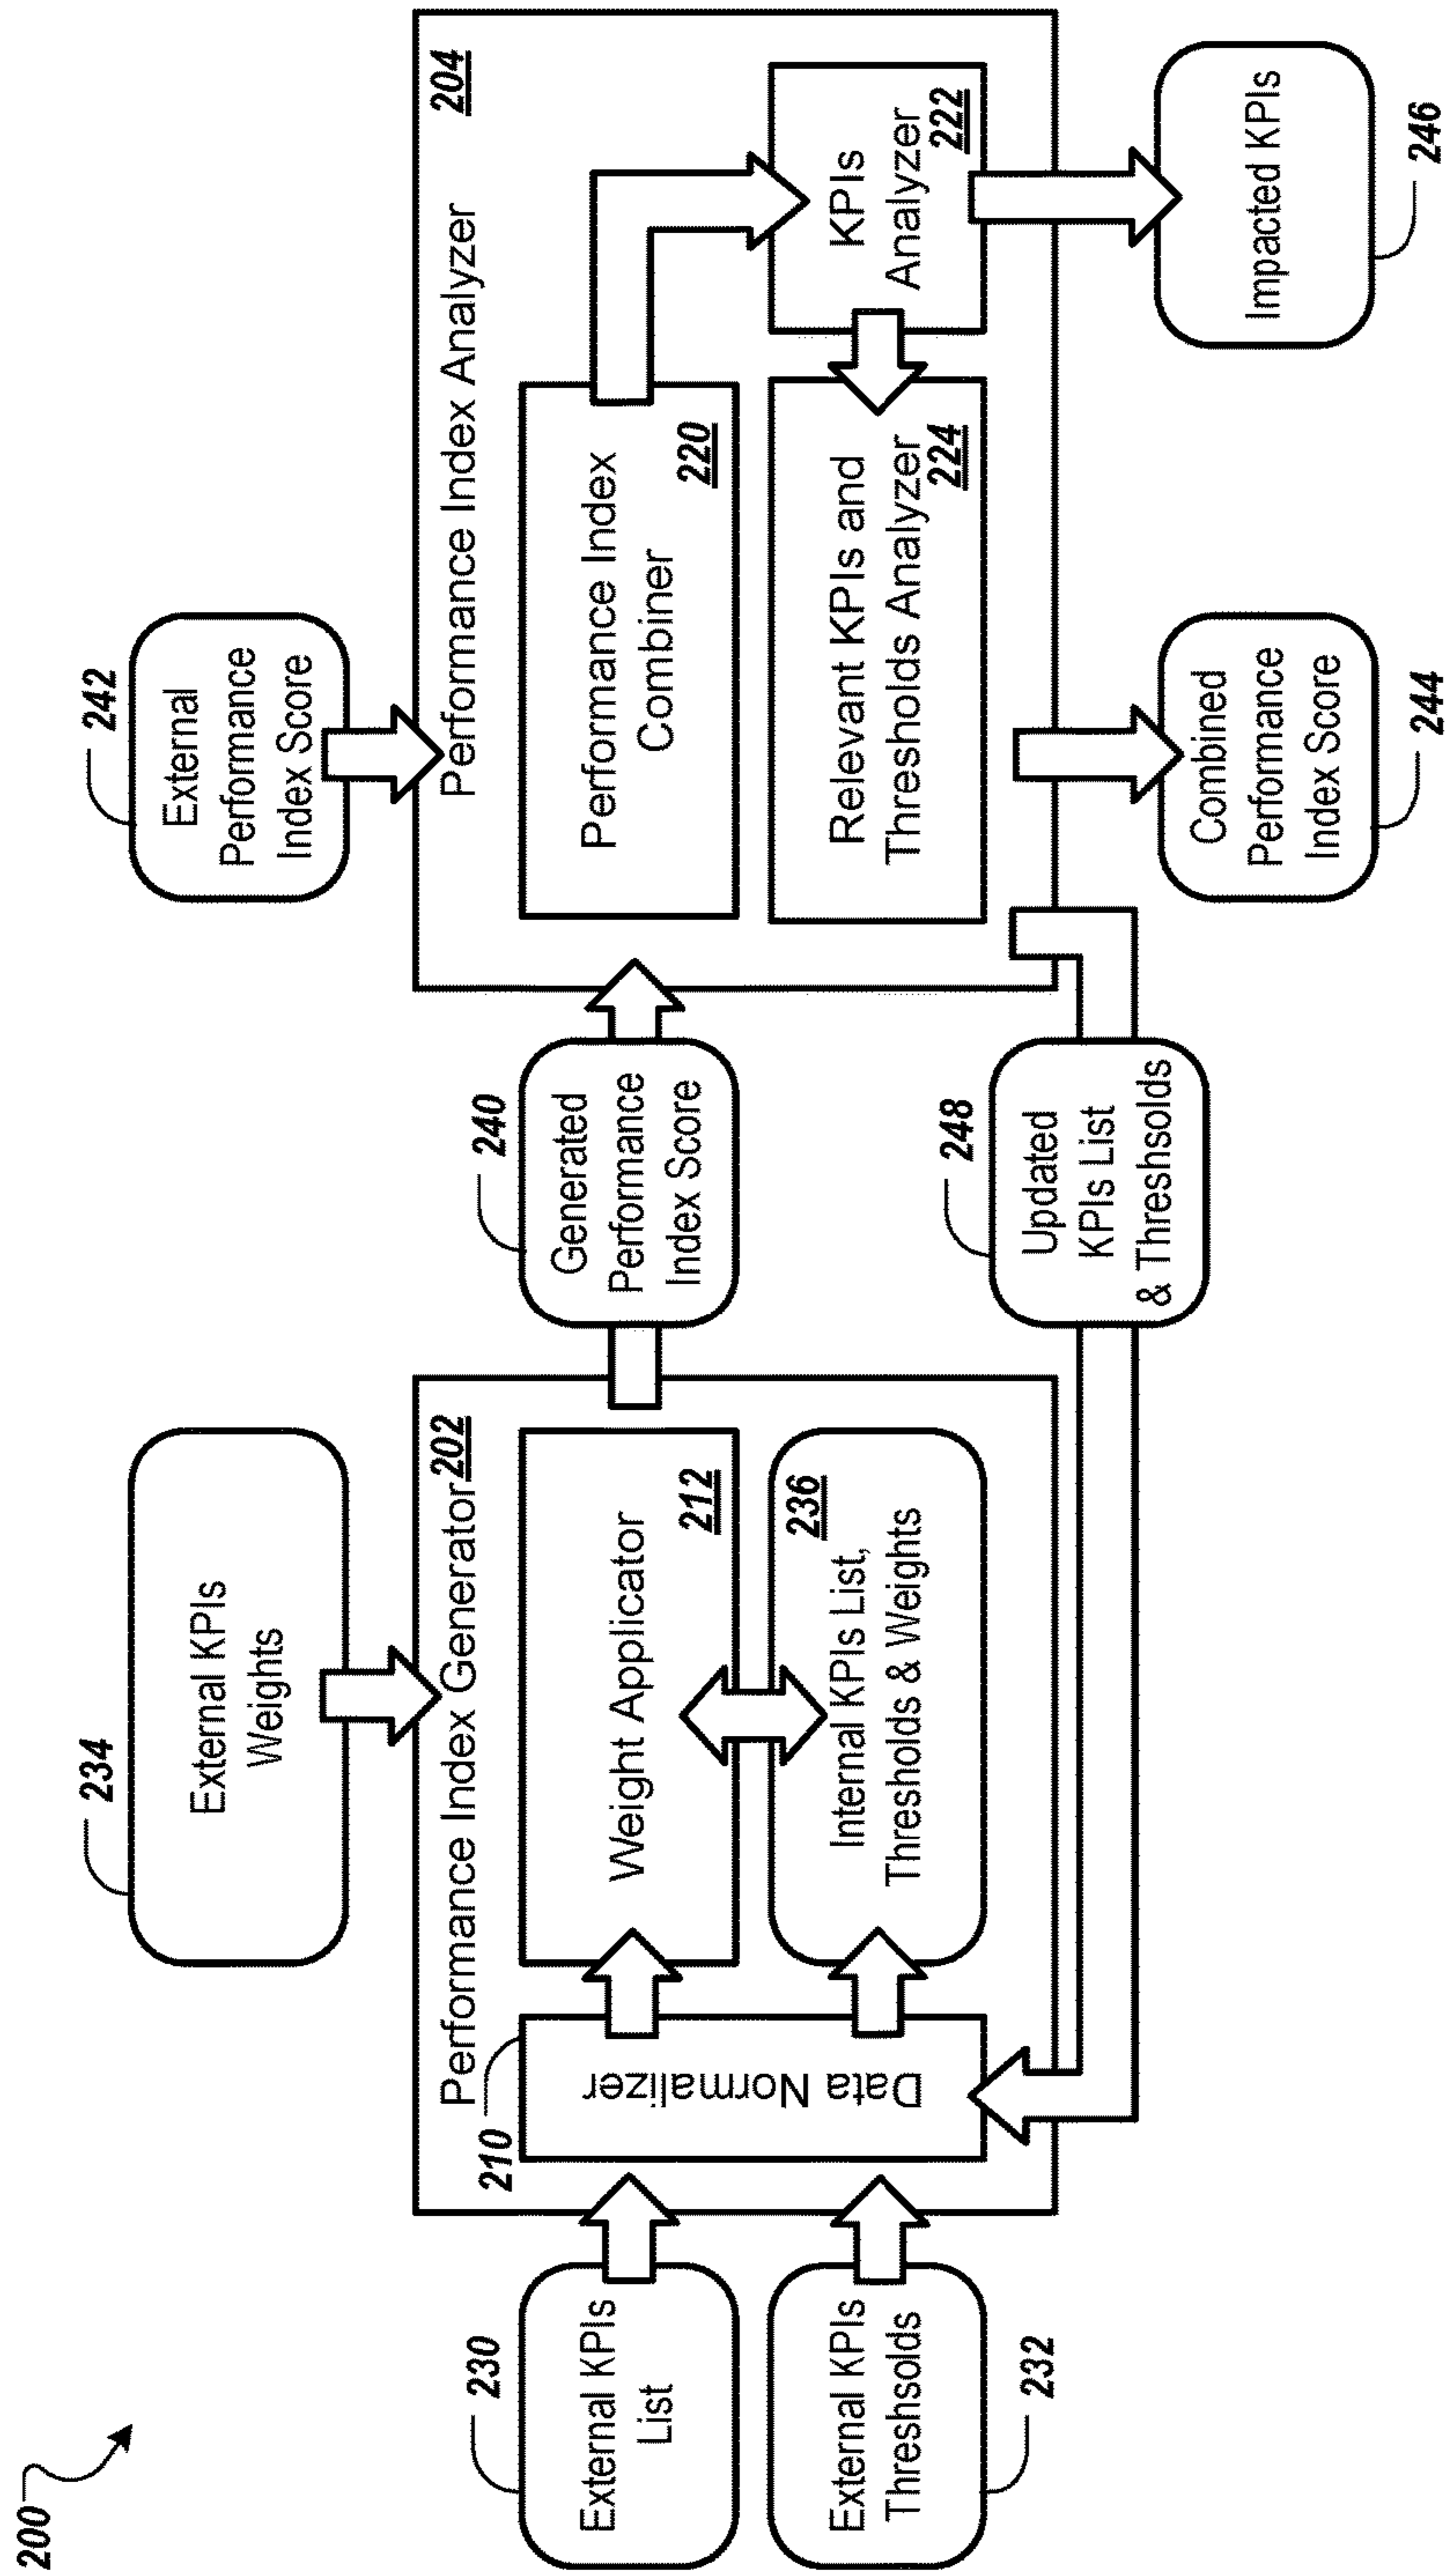 200
230
External KPIs
List
External KPIs
Threshsolds
232
234
External KPIs
Weights
Performance Index Generator
202
210
Data Normalizer
Weight Applicator
212
236
Internal KPIs List,
Thresholds & Weights
240
Generated
Performance
Index Score
248
Updated
KPIs List
& Threshsolds
242
External
Performance
Index Score
Performance Index Analyzer
204
Performance Index
Combiner
220
Relevant KPIs and
Thresholds Analyzer
224
KPIs
Analyzer
222
Combined
Performance
Index Score
244
Impacted KPIs
246